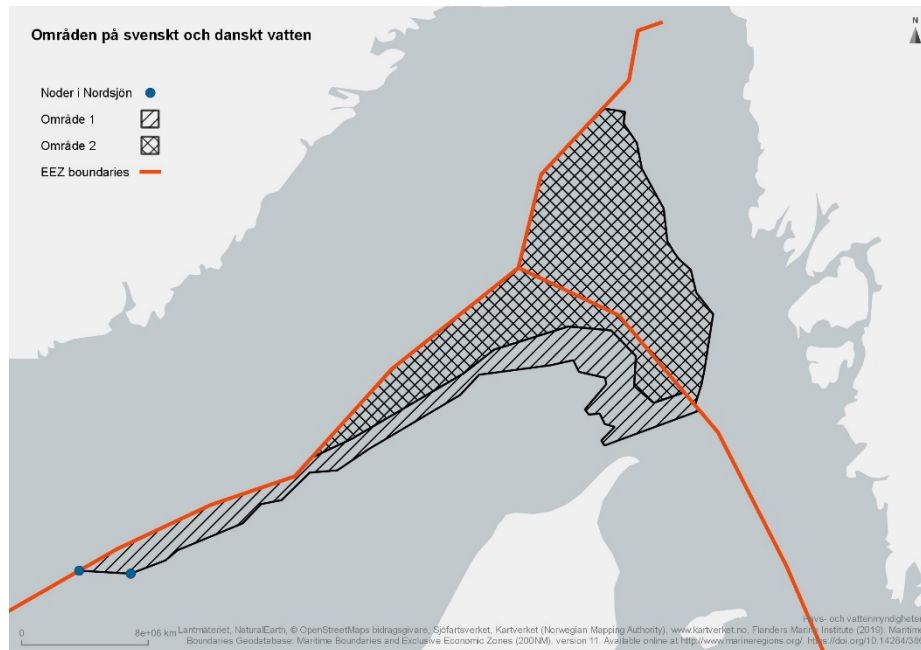 Områden på svenskt och danskt vatten
N
Noder i Nordsjön
Område 1
Område 2
EEZ boundaries
0
8e+06 km
Lantmäteriet, NaturalEarth, © OpenStreetMaps bidragsgivare, Sjöfartsverket, Kartverket (Norwegian Mapping Authority), www.kartverket.no, Flanders Marine Institute (2019). Maritime
Boundaries Geodatabase: Maritime Boundaries and Exclusive Economic Zones (200NM), version 11. Available online at http://www.marineregions.org/. https://doi.org/10.14284/386
vattenmyndigheten